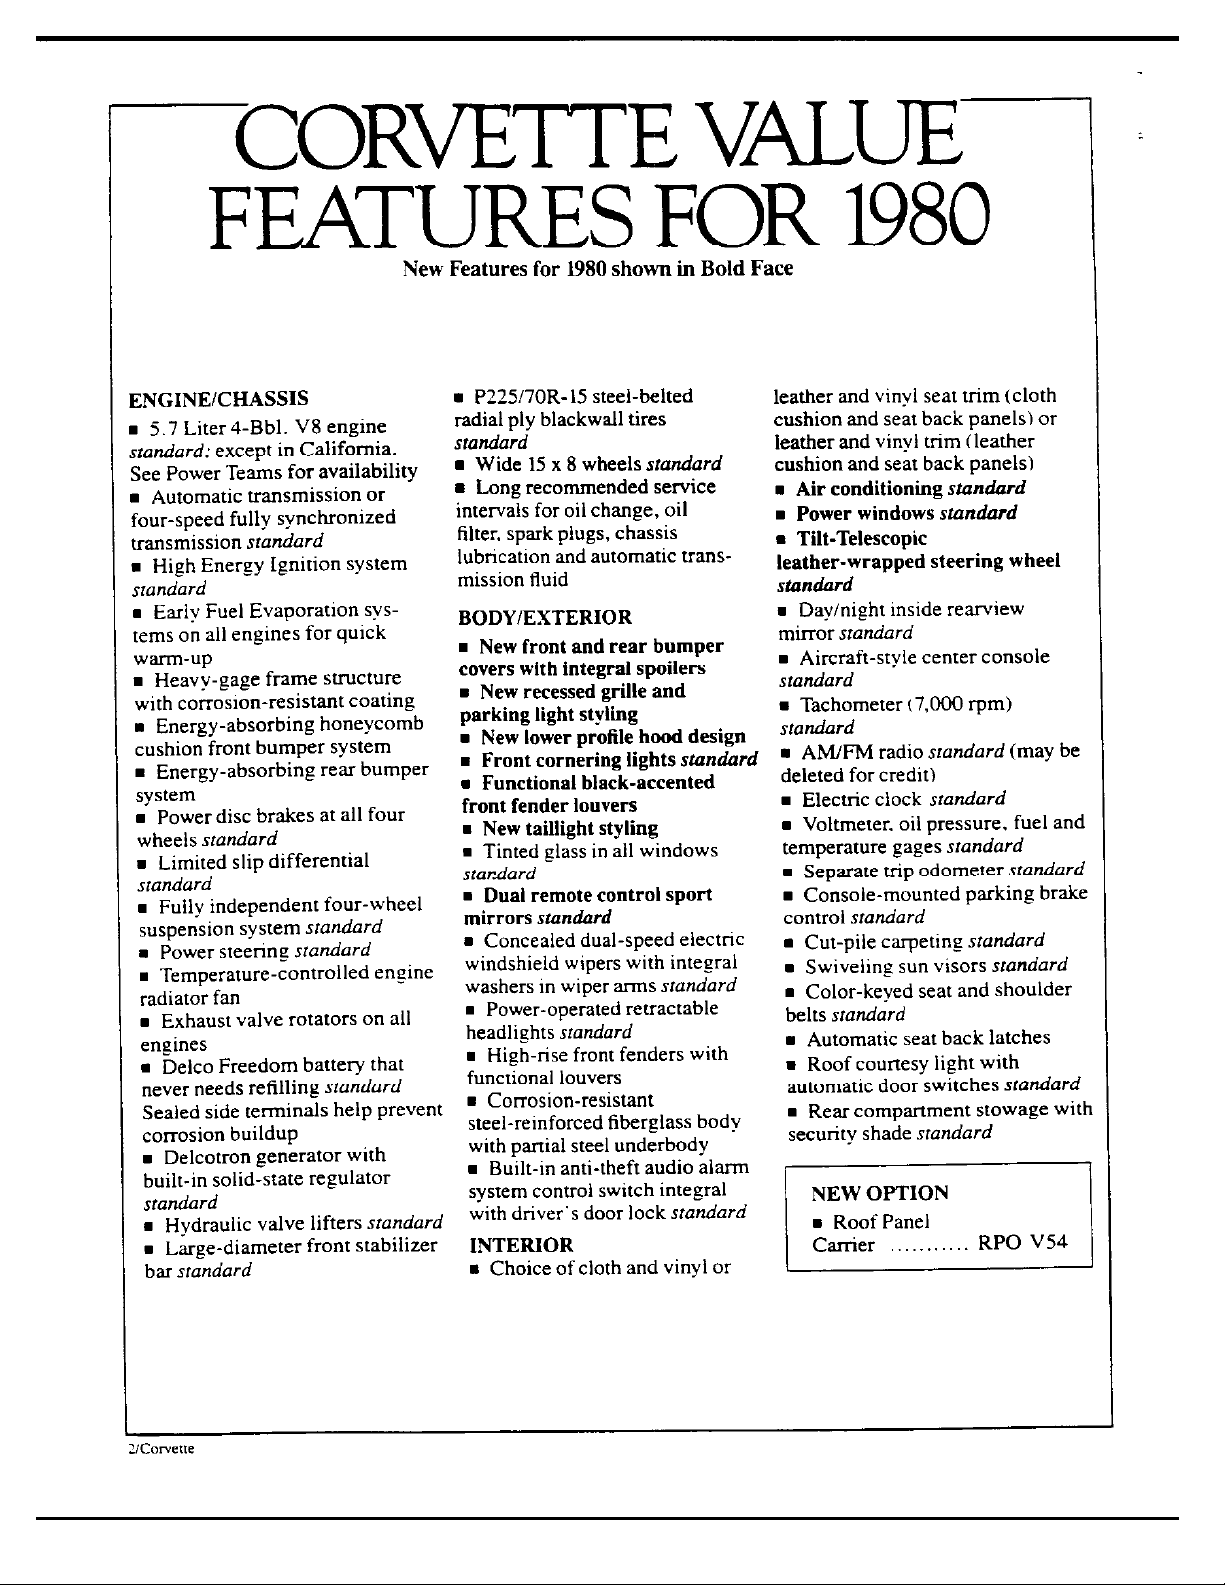 CORVETTE VALUE
FEATURES FOR 1980
New Features for 1980 shown in Bold Face
ENGINE/CHASSIS
■ 5.7 Liter 4-Bbl. V8 engine
standard: except in California.
See Power Teams for availability
■ Automatic transmission or
four-speed fully synchronized
transmission standard
■ High Energy Ignition system
standard
■ Early Fuel Evaporation sys-
tems on all engines for quick
warm-up
■ Heavy-gage frame structure
with corrosion-resistant coating
■ Energy-absorbing honeycomb
cushion front bumper system
■ Energy-absorbing rear bumper
system
■ Power disc brakes at all four
wheels standard
■ Limited slip differential
standard
■ Fully independent four-wheel
suspension system standard
■ Power steering standard
■ Temperature-controlled engine
radiator fan
■ Exhaust valve rotators on all
engines
■ Delco Freedom battery that
never needs refilling standard
Sealed side terminals help prevent
corrosion buildup
■ Delcotron generator with
built-in solid-state regulator
standard
■ Hydraulic valve lifters standard
■ Large-diameter front stabilizer
bar standard
■ P225/70R-15 steel-belted
radial ply blackwall tires
standard
■ Wide 15 x 8 wheels standard
■ Long recommended service
intervals for oil change, oil
filter, spark plugs, chassis
lubrication and automatic trans-
mission fluid
BODY/EXTERIOR
■ New front and rear bumper
covers with integral spoilers
■ New recessed grille and
parking light styling
■ New lower profile hood design
■ Front cornering lights standard
■ Functional black-accented
front fender louvers
■ New taillight styling
■ Tinted glass in all windows
standard
■ Dual remote control sport
mirrors standard
■ Concealed dual-speed electric
windshield wipers with integral
washers in wiper arms standard
■ Power-operated retractable
headlights standard
■ High-rise front fenders with
functional louvers
■ Corrosion-resistant
steel-reinforced fiberglass body
with partial steel underbody
■ Built-in anti-theft audio alarm
system control switch integral
with driver's door lock standard
INTERIOR
■ Choice of cloth and vinyl or
leather and vinyl seat trim (cloth
cushion and seat back panels) or
leather and vinyl trim (leather
cushion and seat back panels)
■ Air conditioning standard
■ Power windows standard
■ Tilt-Telescopic
leather-wrapped steering wheel
standard
■ Day/night inside rearview
mirror standard
■ Aircraft-style center console
standard
■ Tachometer (7,000 rpm)
standard
■ AM/FM radio standard (may be
deleted for credit)
■ Electric clock standard
■ Voltmeter. oil pressure, fuel and
temperature gages standard
■ Separate trip odometer standard
■ Console-mounted parking brake
control standard
■ Cut-pile carpeting standard
■ Swiveling sun visors standard
■ Color-keyed seat and shoulder
belts standard
■ Automatic seat back latches
■ Roof courtesy light with
automatic door switches standard
■ Rear compartment stowage with
security shade standard
NEW OPTION
■ Roof Panel
Carrier ........... RPO V54
2/Corvette